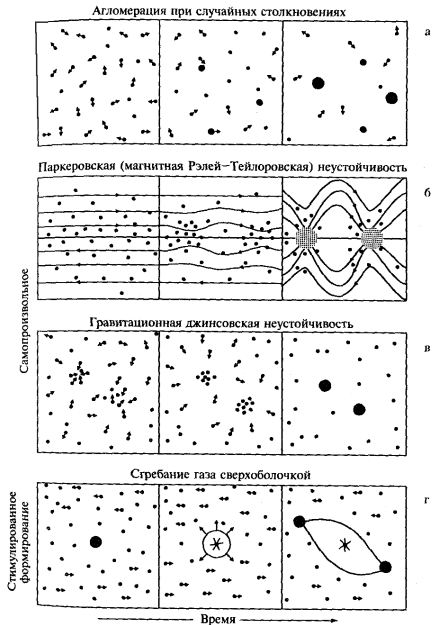 Агломерация при случайных столкновениях
а
Паркеровская (магнитная Рэлей—Тейлоровская) неустойчивость
б
Самопроизвольное
Гравитационная джинсовская неустойчивость
в
Сгребание газа сверхоболочкой
г
Стимулированное
формирование
Время